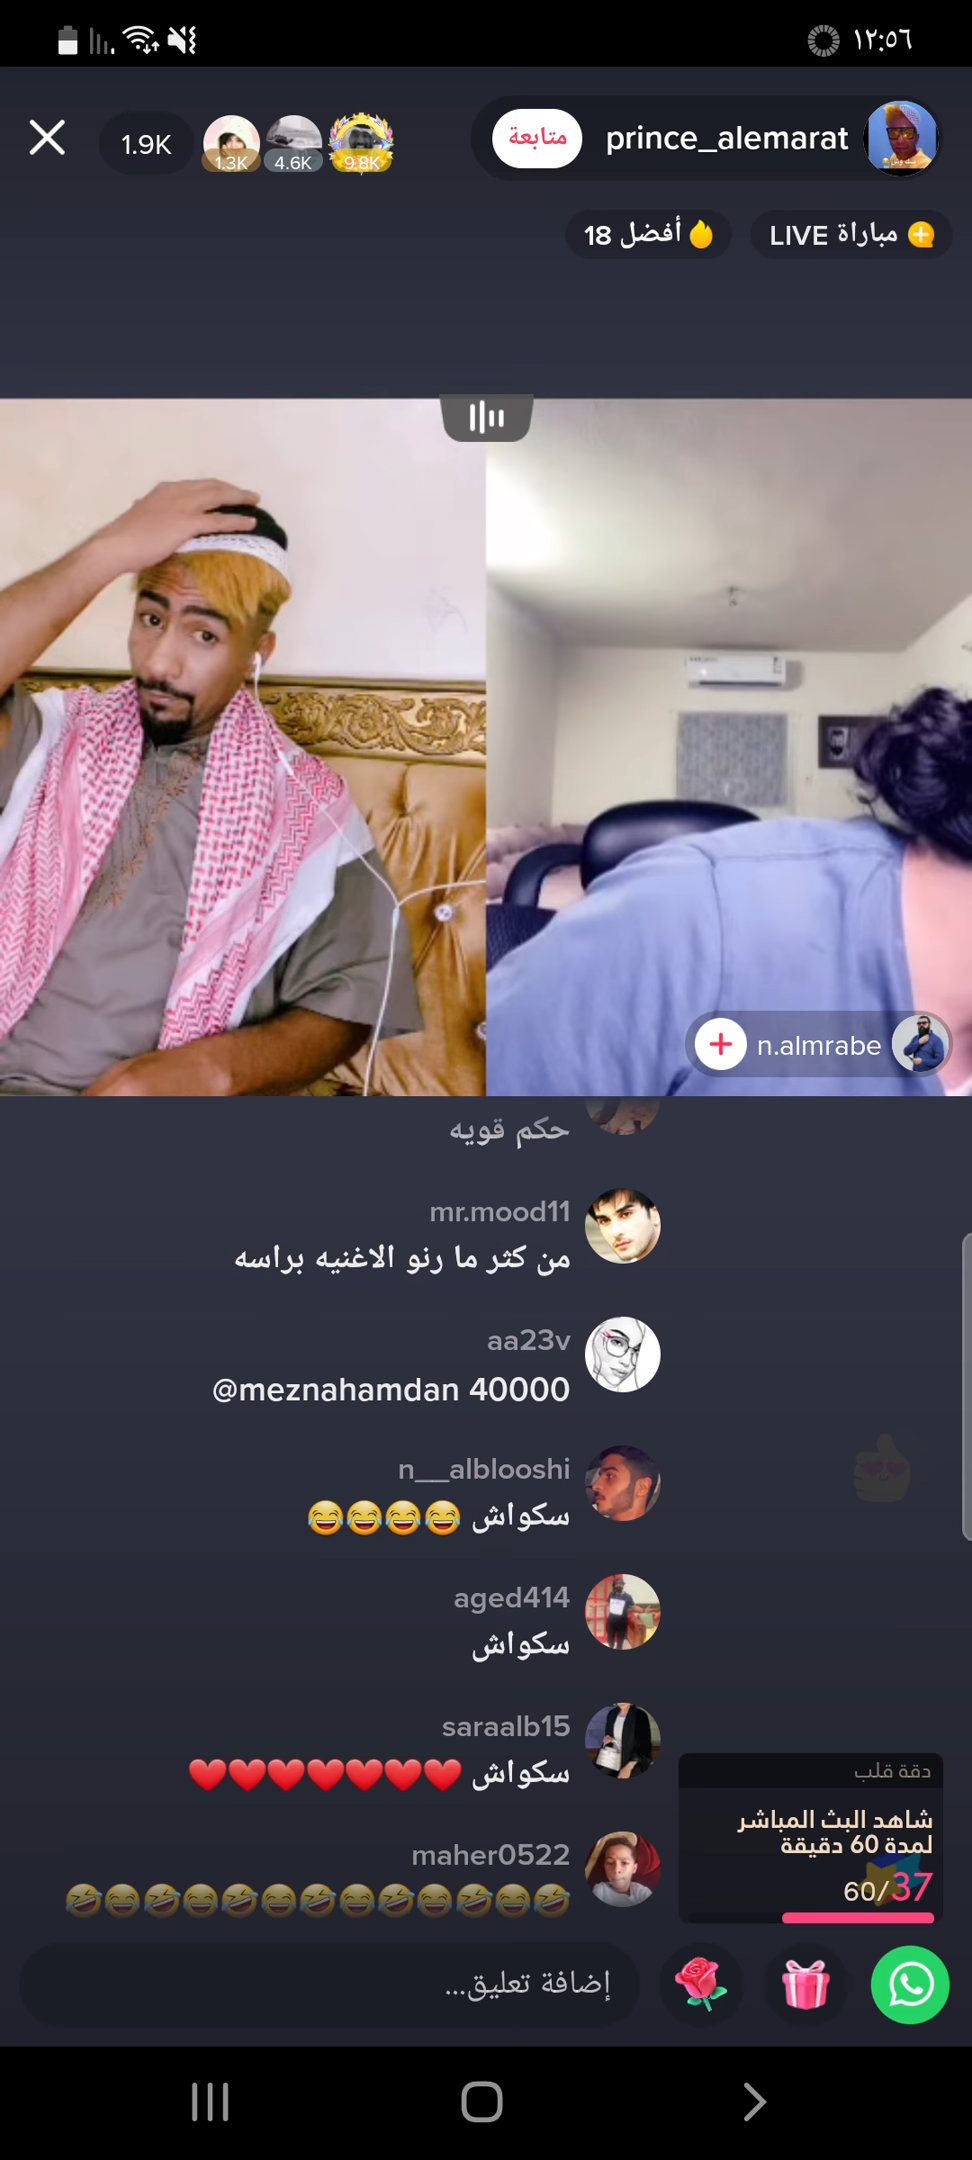 ١٢:٥٦
prince_alemarat
متابعة
9.8K
4.6K
1.3K
1.9K
مباراة LIVE
أفضل 18
n.almrabe
حكم قويه
mr.mood11
من كثر ما رنو الاغنيه براسه
aa23v
@meznahamdan 40000
n__alblooshi
سكواش 😂😂😂😂
aged414
سكواش
saraalb15
سكواش ❤️❤️❤️❤️❤️❤️❤️
maher0522
🤣😂🤣😂🤣😂🤣😂🤣😂🤣😂🤣
دقة قلب
شاهد البث المباشر
لمدة 60 دقيقة
60/37
إضافة تعليق...